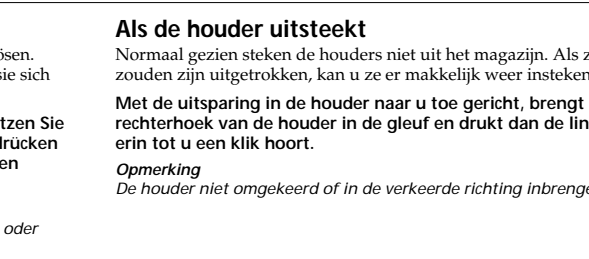 ösen.
sie sich
tzen Sie
drücken
en
oder
Als de houder uitsteekt
Normaal gezien steken de houders niet uit het magazijn. Als z
zouden zijn uitgetrokken, kan u ze er makkelijk weer insteken
Met de uitsparing in de houder naar u toe gericht, brengt
rechterhoek van de houder in de gleuf en drukt dan de lin
erin tot u een klik hoort.
Opmerking
De houder niet omgekeerd of in de verkeerde richting inbrenge